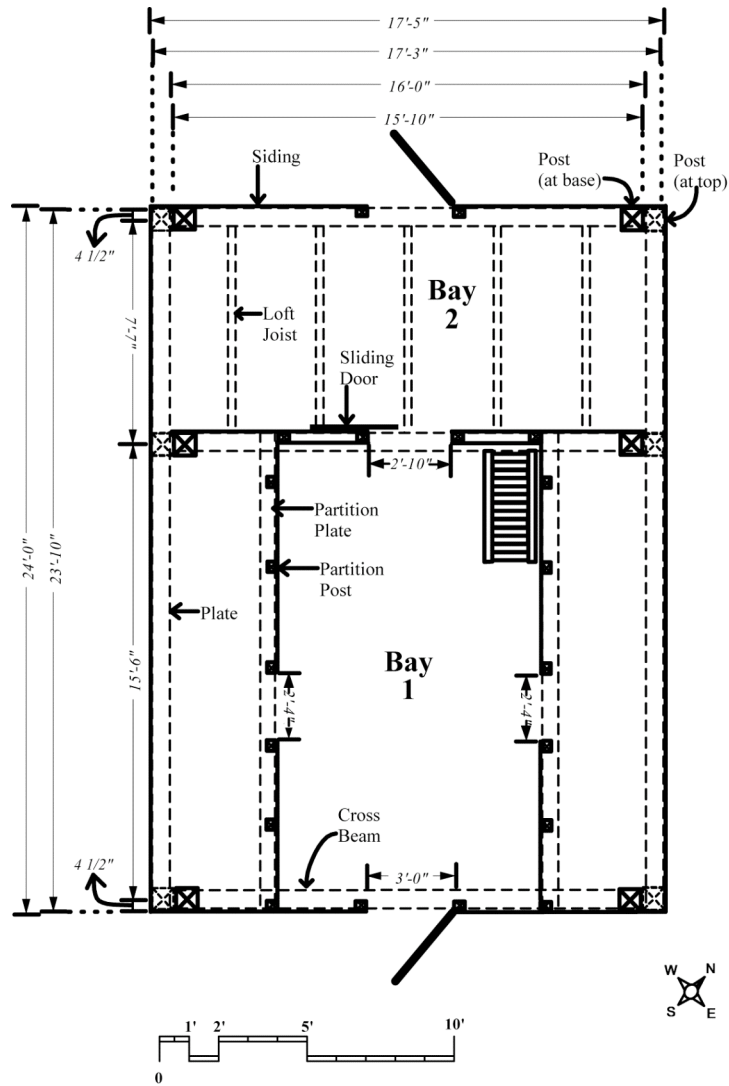 17'-5"
17'-3"
16'-0"
15'-10"
Siding
Post
(at base)
Post
(at top)
4 1/2"
Bay
2
Loft
Joist
7'-7"
Sliding
Door
2'-10"
Partition
Plate
Partition
Post
24'-0"
23'-10"
Plate
15'-6"
Bay
1
2'-4"
2'-4"
Cross
Beam
4 1/2"
3'-0"
W N
S E
1' 2' 5' 10'
0